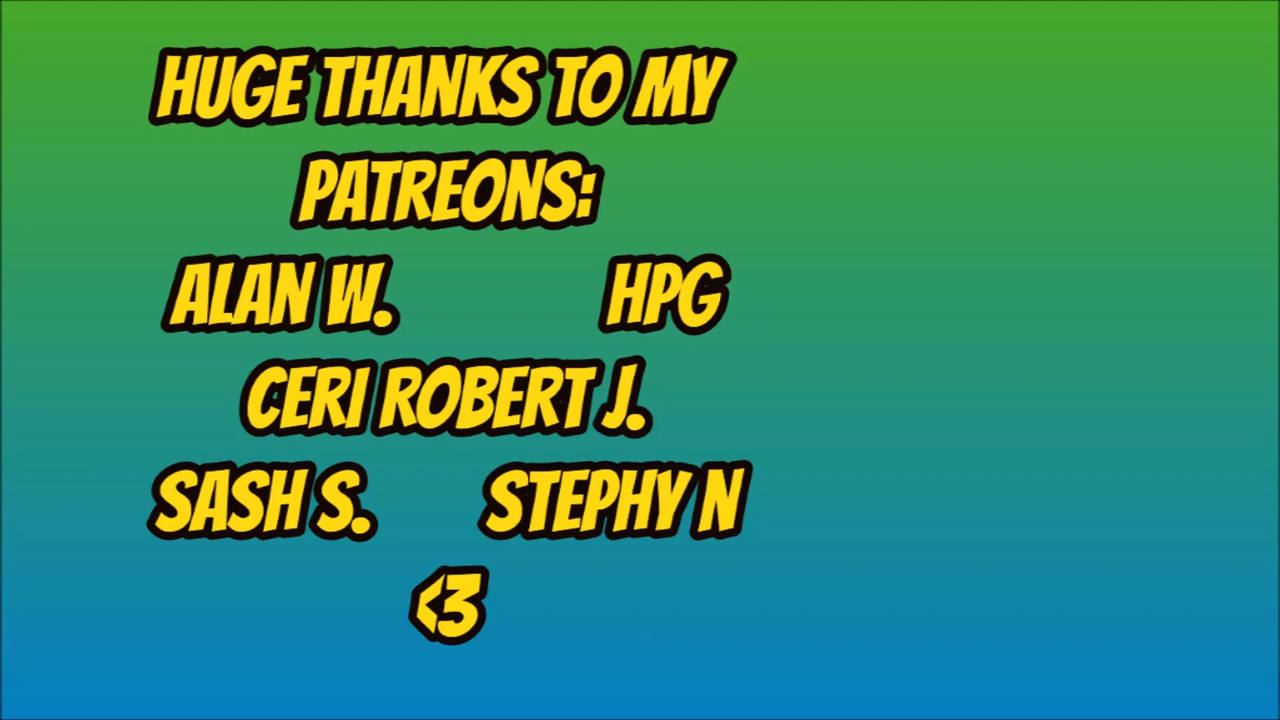 HUGE THANKS TO MY
PATREONS:
ALAN W. HPG
CERI ROBERT J.
SASH S. STEPHY N
<3